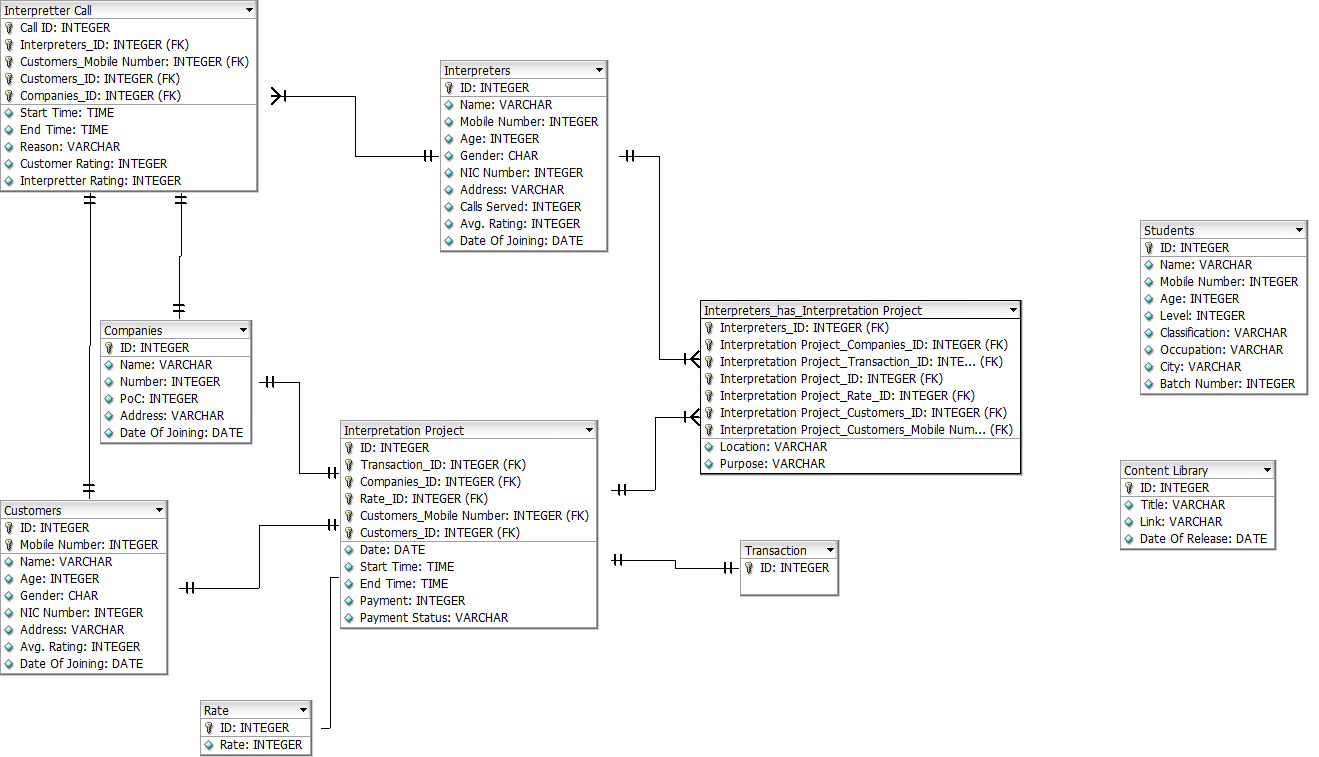 Interpretter Call
Call ID: INTEGER
Interpreters_ID: INTEGER (FK)
Customers_Mobile Number: INTEGER (FK)
Customers_ID: INTEGER (FK)
Companies_ID: INTEGER (FK)
Start Time: TIME
End Time: TIME
Reason: VARCHAR
Customer Rating: INTEGER
Interpretter Rating: INTEGER
Interpreters
ID: INTEGER
Name: VARCHAR
Mobile Number: INTEGER
Age: INTEGER
Gender: CHAR
NIC Number: INTEGER
Address: VARCHAR
Calls Served: INTEGER
Avg. Rating: INTEGER
Date Of Joining: DATE
Students
ID: INTEGER
Name: VARCHAR
Mobile Number: INTEGER
Age: INTEGER
Level: INTEGER
Classification: VARCHAR
Occupation: VARCHAR
City: VARCHAR
Batch Number: INTEGER
Interpreters_has_Interpretation Project
Interpreters_ID: INTEGER (FK)
Interpretation Project_Companies_ID: INTEGER (FK)
Interpretation Project_Transaction_ID: INTE... (FK)
Interpretation Project_ID: INTEGER (FK)
Interpretation Project_Rate_ID: INTEGER (FK)
Interpretation Project_Customers_ID: INTEGER (FK)
Interpretation Project_Customers_Mobile Num... (FK)
Location: VARCHAR
Purpose: VARCHAR
Companies
ID: INTEGER
Name: VARCHAR
Number: INTEGER
PoC: INTEGER
Address: VARCHAR
Date Of Joining: DATE
Interpretation Project
ID: INTEGER
Transaction_ID: INTEGER (FK)
Companies_ID: INTEGER (FK)
Rate_ID: INTEGER (FK)
Customers_Mobile Number: INTEGER (FK)
Customers_ID: INTEGER (FK)
Date: DATE
Start Time: TIME
End Time: TIME
Payment: INTEGER
Payment Status: VARCHAR
Content Library
ID: INTEGER
Title: VARCHAR
Link: VARCHAR
Date Of Release: DATE
Customers
ID: INTEGER
Mobile Number: INTEGER
Name: VARCHAR
Age: INTEGER
Gender: CHAR
NIC Number: INTEGER
Address: VARCHAR
Avg. Rating: INTEGER
Date Of Joining: DATE
Transaction
ID: INTEGER
Rate
ID: INTEGER
Rate: INTEGER